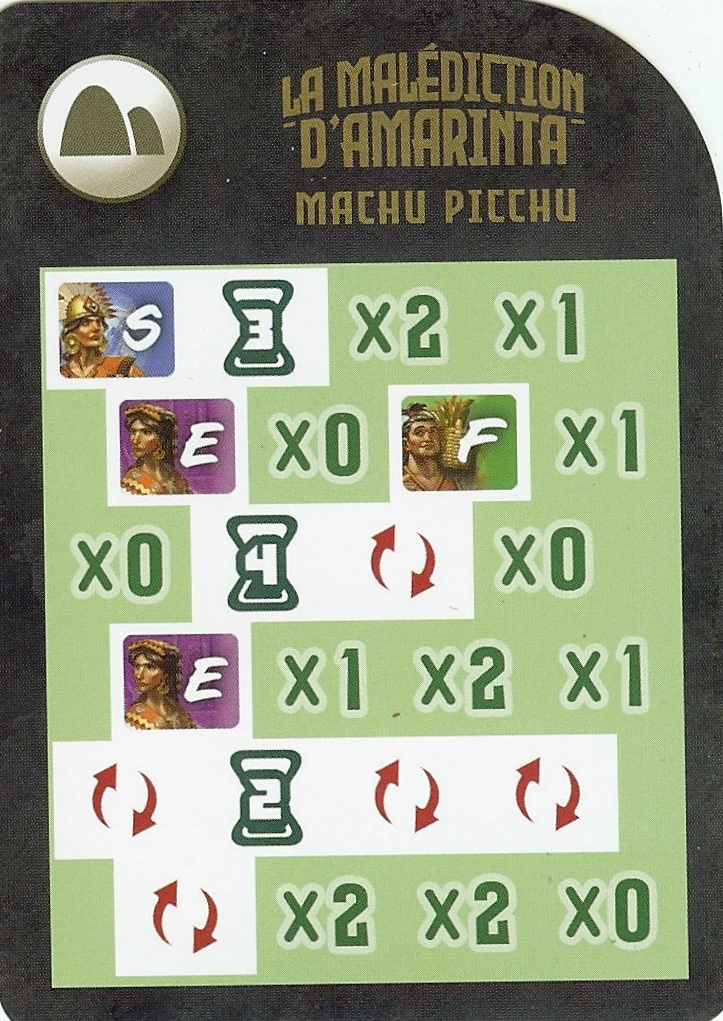 LA MALÉDICTION
D'AMARINTA
MACHU PICCHU
S 3 X2 X1
E X0 F X1
X0 4 X0
E X1 X2 X1
2
X2 X2 X0